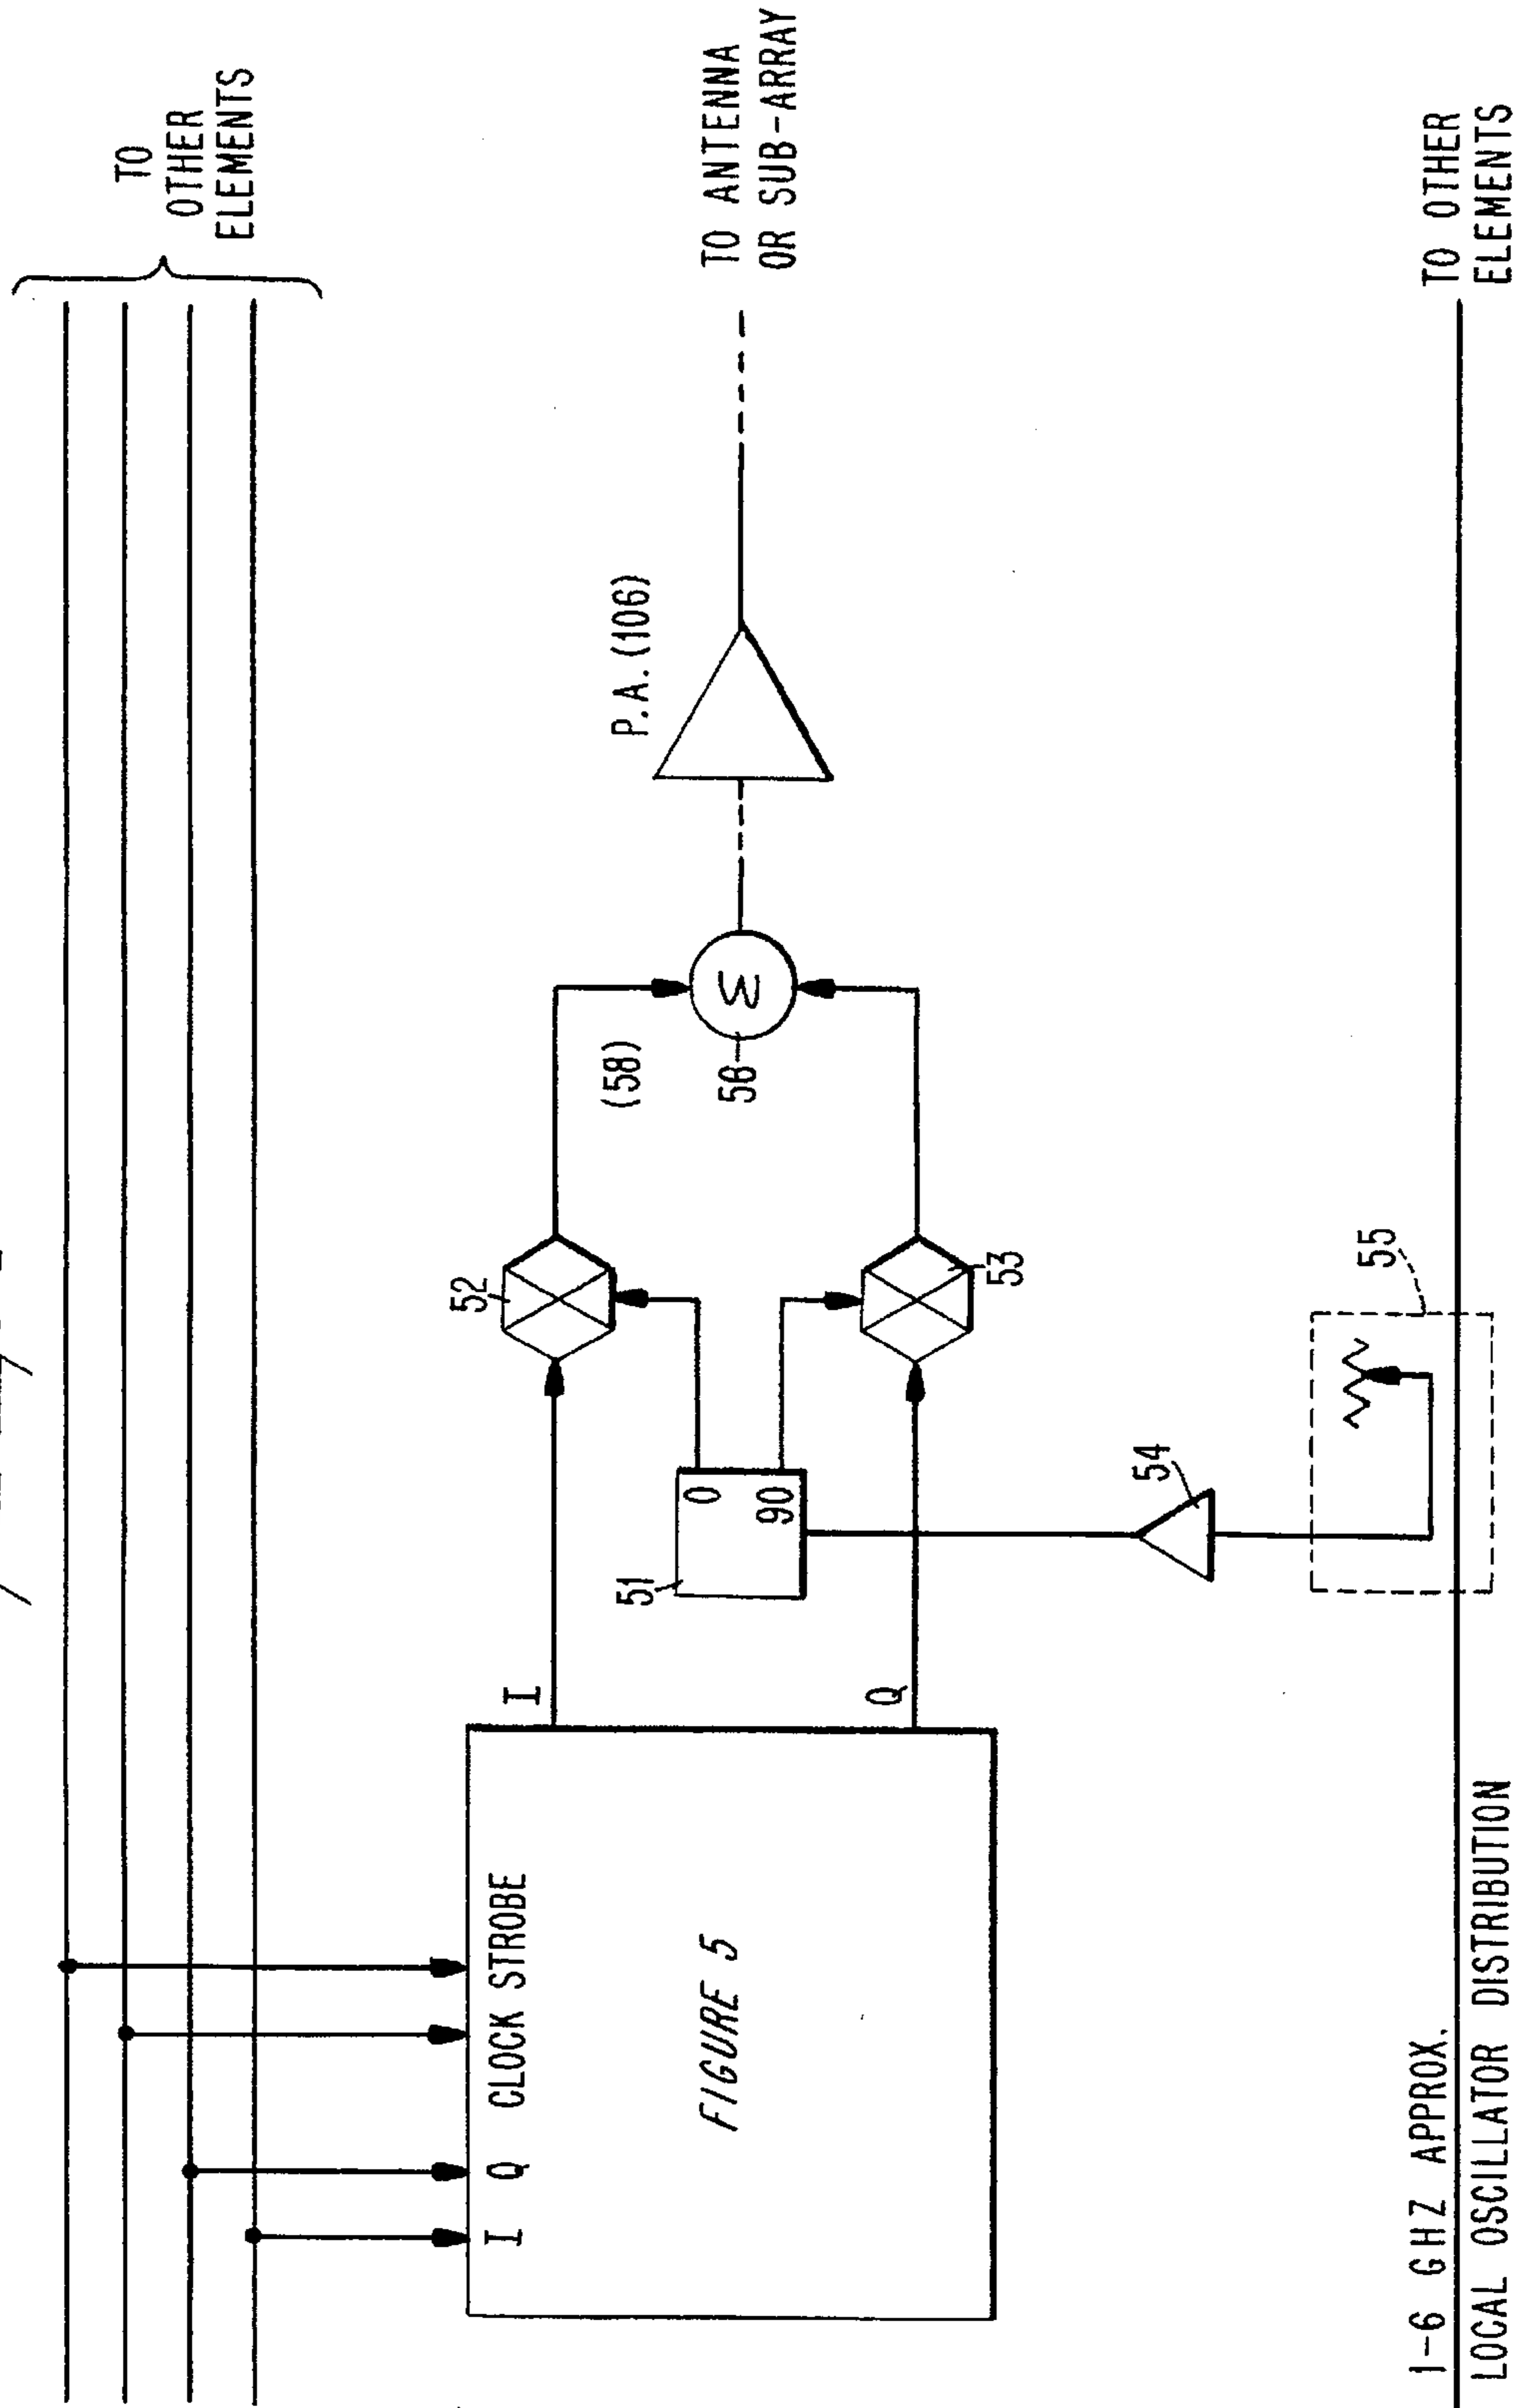 TO
OTHER
ELEMENTS
TO ANTENNA
OR SUB-ARRAY
P.A. (106)
(58)
56
Σ
52
53
51
0
90
54
55
I
Q
I Q CLOCK STROBE
FIGURE 5
1-6 GHZ APPROX.
LOCAL OSCILLATOR DISTRIBUTION
TO OTHER
ELEMENTS